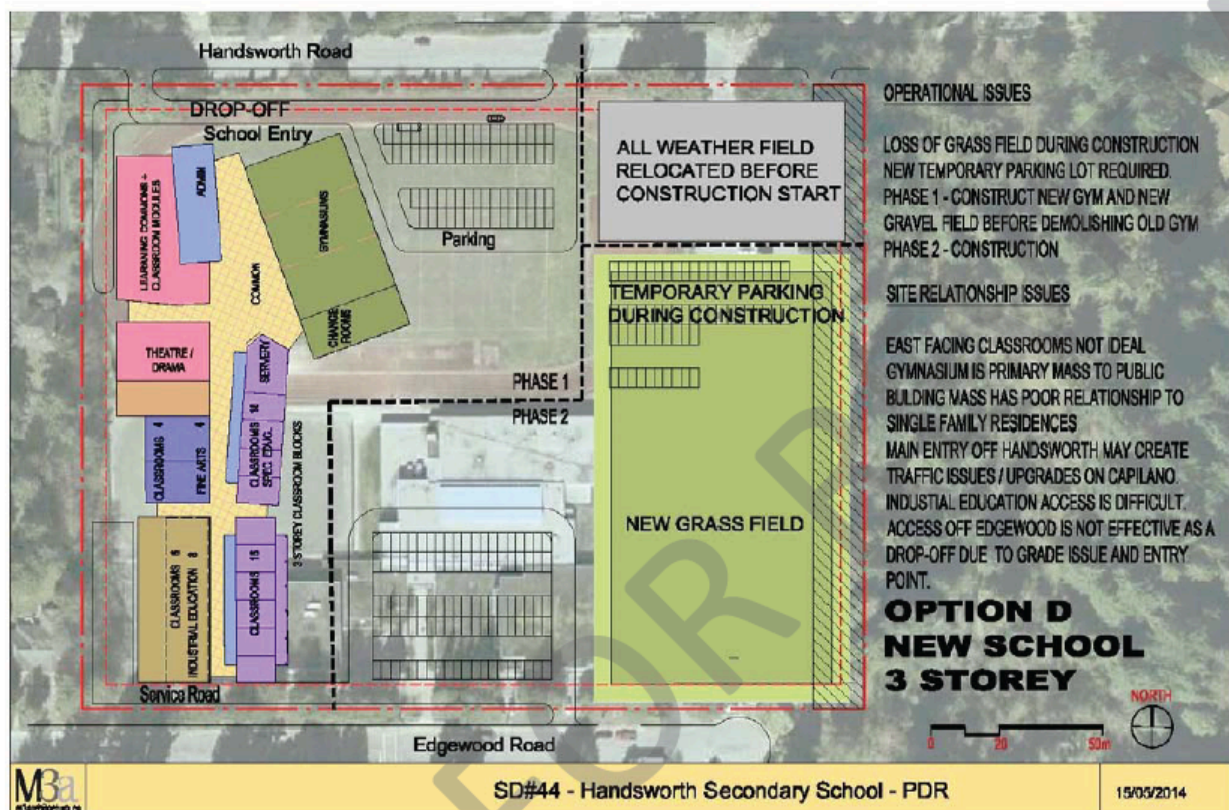 Handsworth Road
DROP-OFF
School Entry
LEARNING COMMONS +
CLASSROOM MODULES
ADMIN
COMMON
GYMNASIUMS
CHANGE
ROOMS
Parking
ALL WEATHER FIELD
RELOCATED BEFORE
CONSTRUCTION START
TEMPORARY PARKING
DURING CONSTRUCTION
THEATRE /
DRAMA
SERVERY
PHASE 1
PHASE 2
CLASSROOMS 4
FINE ARTS 4
CLASSROOMS 18
SPEC. EDUC.
3 STOREY CLASSROOM BLOCKS
NEW GRASS FIELD
CLASSROOMS 6
INDUSTRIAL EDUCATION 8
CLASSROOMS 15
Service Road
Edgewood Road
OPERATIONAL ISSUES
LOSS OF GRASS FIELD DURING CONSTRUCTION
NEW TEMPORARY PARKING LOT REQUIRED.
PHASE 1 - CONSTRUCT NEW GYM AND NEW
GRAVEL FIELD BEFORE DEMOLISHING OLD GYM
PHASE 2 - CONSTRUCTION
SITE RELATIONSHIP ISSUES
EAST FACING CLASSROOMS NOT IDEAL
GYMNASIUM IS PRIMARY MASS TO PUBLIC
BUILDING MASS HAS POOR RELATIONSHIP TO
SINGLE FAMILY RESIDENCES
MAIN ENTRY OFF HANDSWORTH MAY CREATE
TRAFFIC ISSUES / UPGRADES ON CAPILANO.
INDUSTIAL EDUCATION ACCESS IS DIFFICULT.
ACCESS OFF EDGEWOOD IS NOT EFFECTIVE AS A
DROP-OFF DUE TO GRADE ISSUE AND ENTRY
POINT.
OPTION D
NEW SCHOOL
3 STOREY
NORTH
0 20 50m
M3a
SD#44 - Handsworth Secondary School - PDR
15/05/2014
FOR P